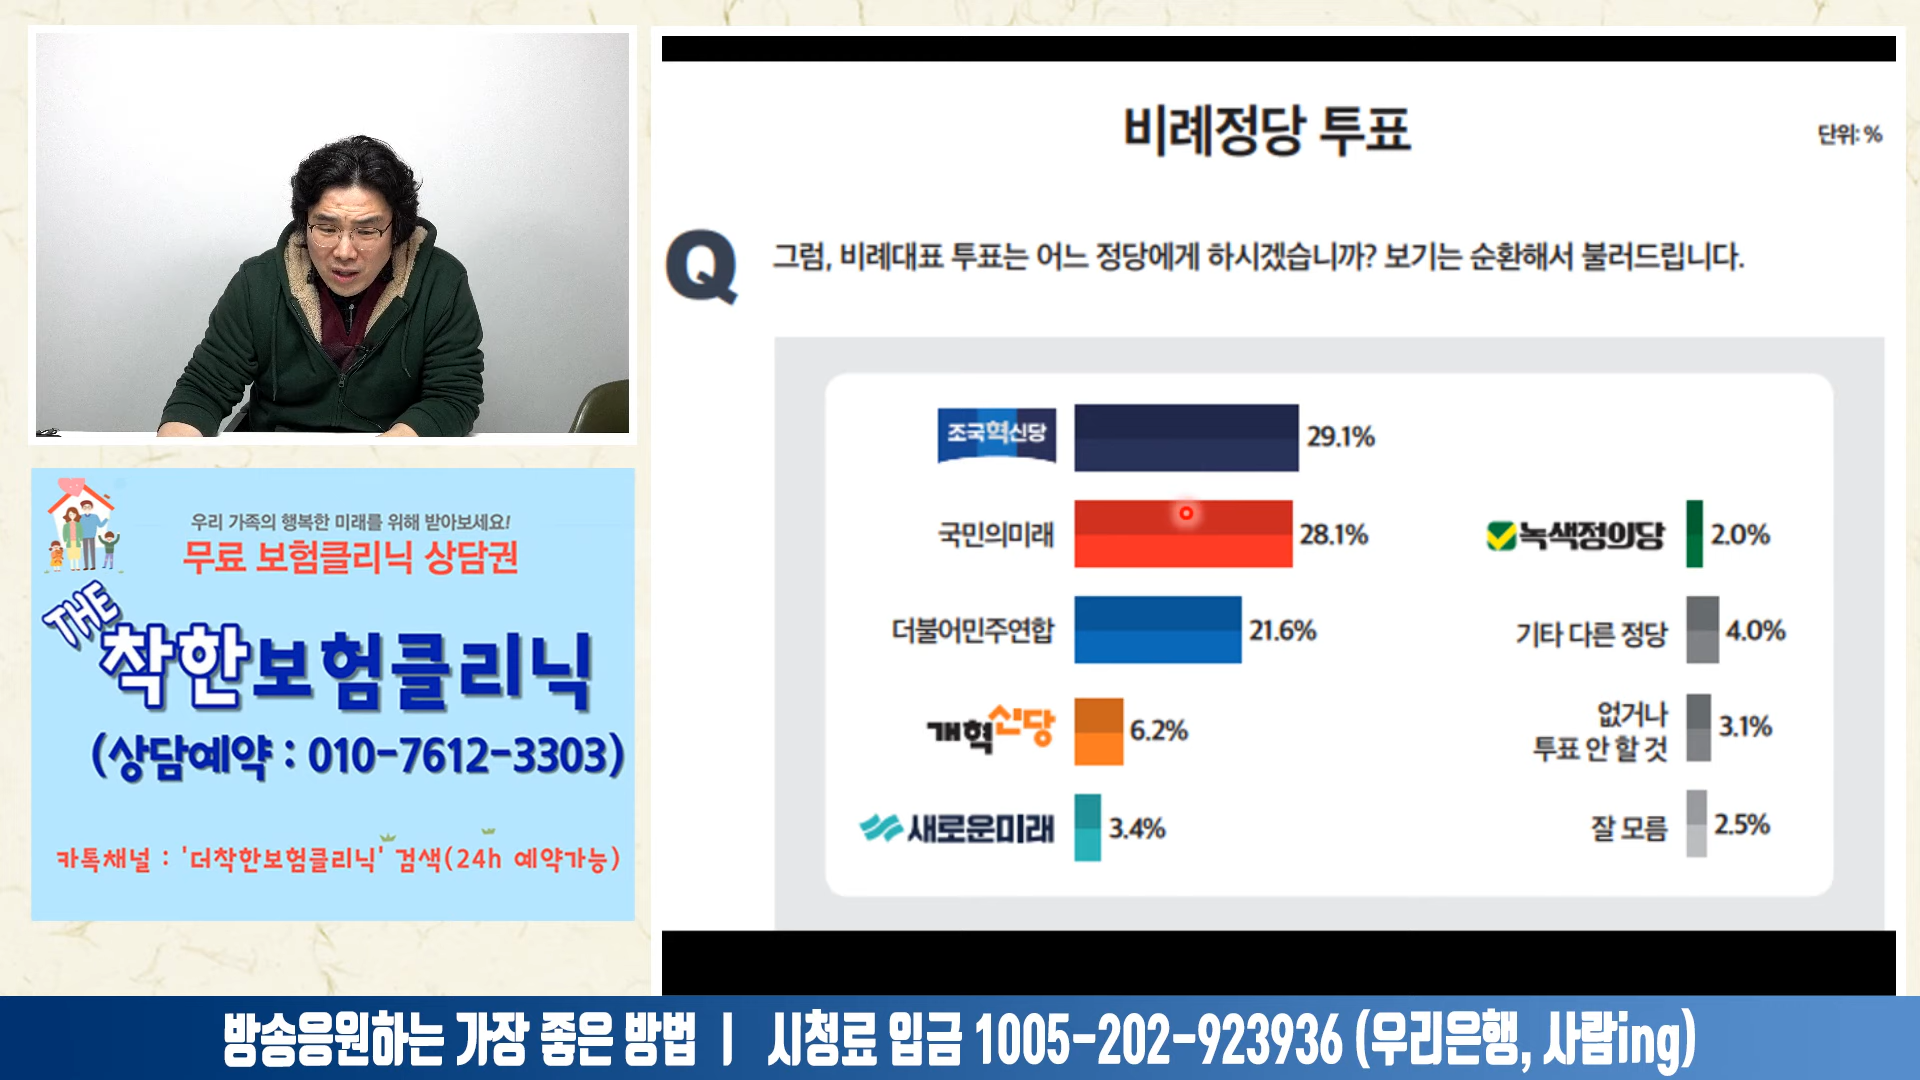 우리 가족의 행복한 미래를 위해 받아보세요!
무료 보험클리닉 상담권
THE
착한보험클리닉
(상담예약 : 010-7612-3303)
카톡채널 : '더착한보험클리닉' 검색(24h 예약가능)
비례정당 투표
단위: %
Q
그럼, 비례대표 투표는 어느 정당에게 하시겠습니까? 보기는 순환해서 불러드립니다.
조국혁신당 29.1%
국민의미래 28.1%
더불어민주연합 21.6%
개혁신당 6.2%
새로운미래 3.4%
녹색정의당 2.0%
기타 다른 정당 4.0%
없거나
투표 안 할 것 3.1%
잘 모름 2.5%
방송응원하는 가장 좋은 방법 ㅣ 시청료 입금 1005-202-923936 (우리은행, 사람ing)